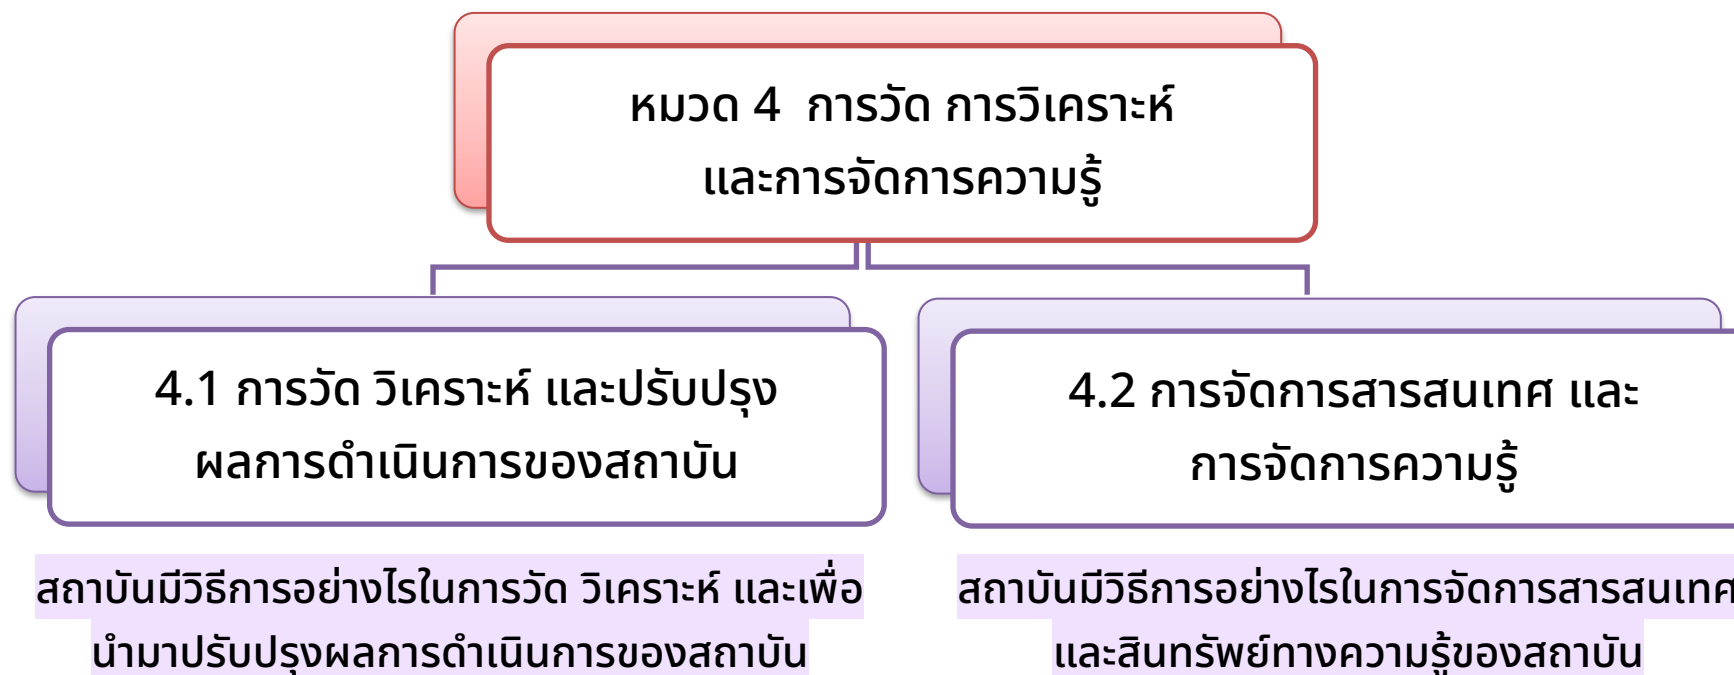 หมวด 4  การวัด การวิเคราะห์
และการจัดการความรู้
4.1 การวัด วิเคราะห์ และปรับปรุง
ผลการดำเนินการของสถาบัน
4.2 การจัดการสารสนเทศ และ
การจัดการความรู้
สถาบันมีวิธีการอย่างไรในการวัด วิเคราะห์ และเพื่อ
นำมาปรับปรุงผลการดำเนินการของสถาบัน
สถาบันมีวิธีการอย่างไรในการจัดการสารสนเทศ
และสินทรัพย์ทางความรู้ของสถาบัน